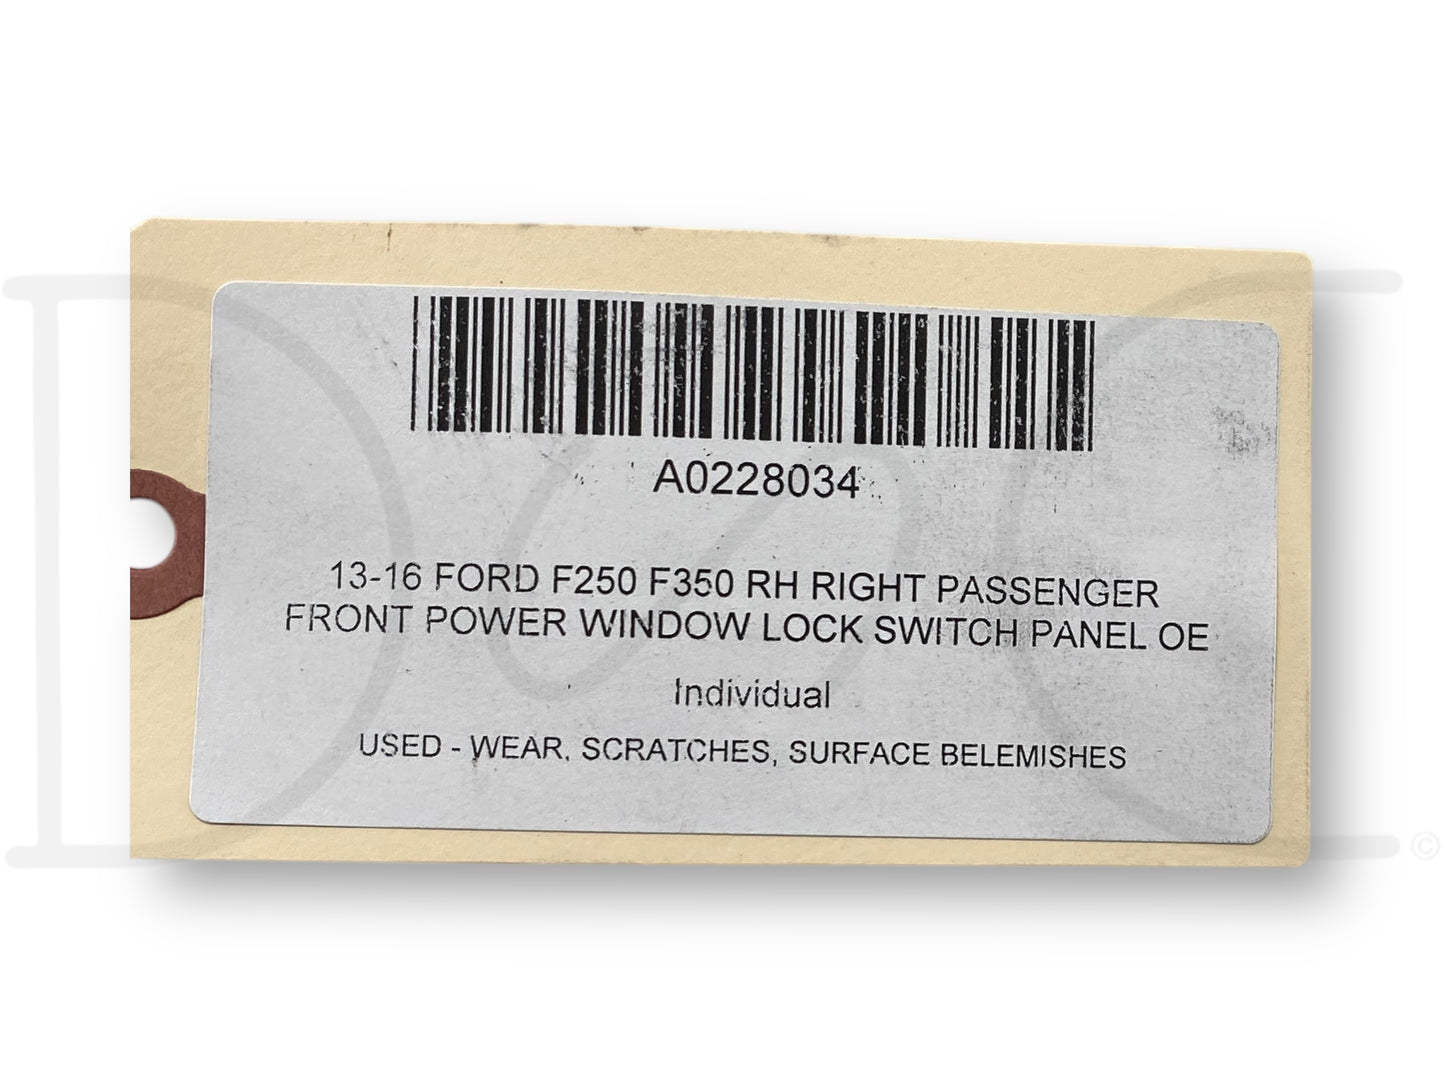 A0228034
13-16 FORD F250 F350 RH RIGHT PASSENGER
FRONT POWER WINDOW LOCK SWITCH PANEL OE
Individual
USED - WEAR, SCRATCHES, SURFACE BELEMISHES
©